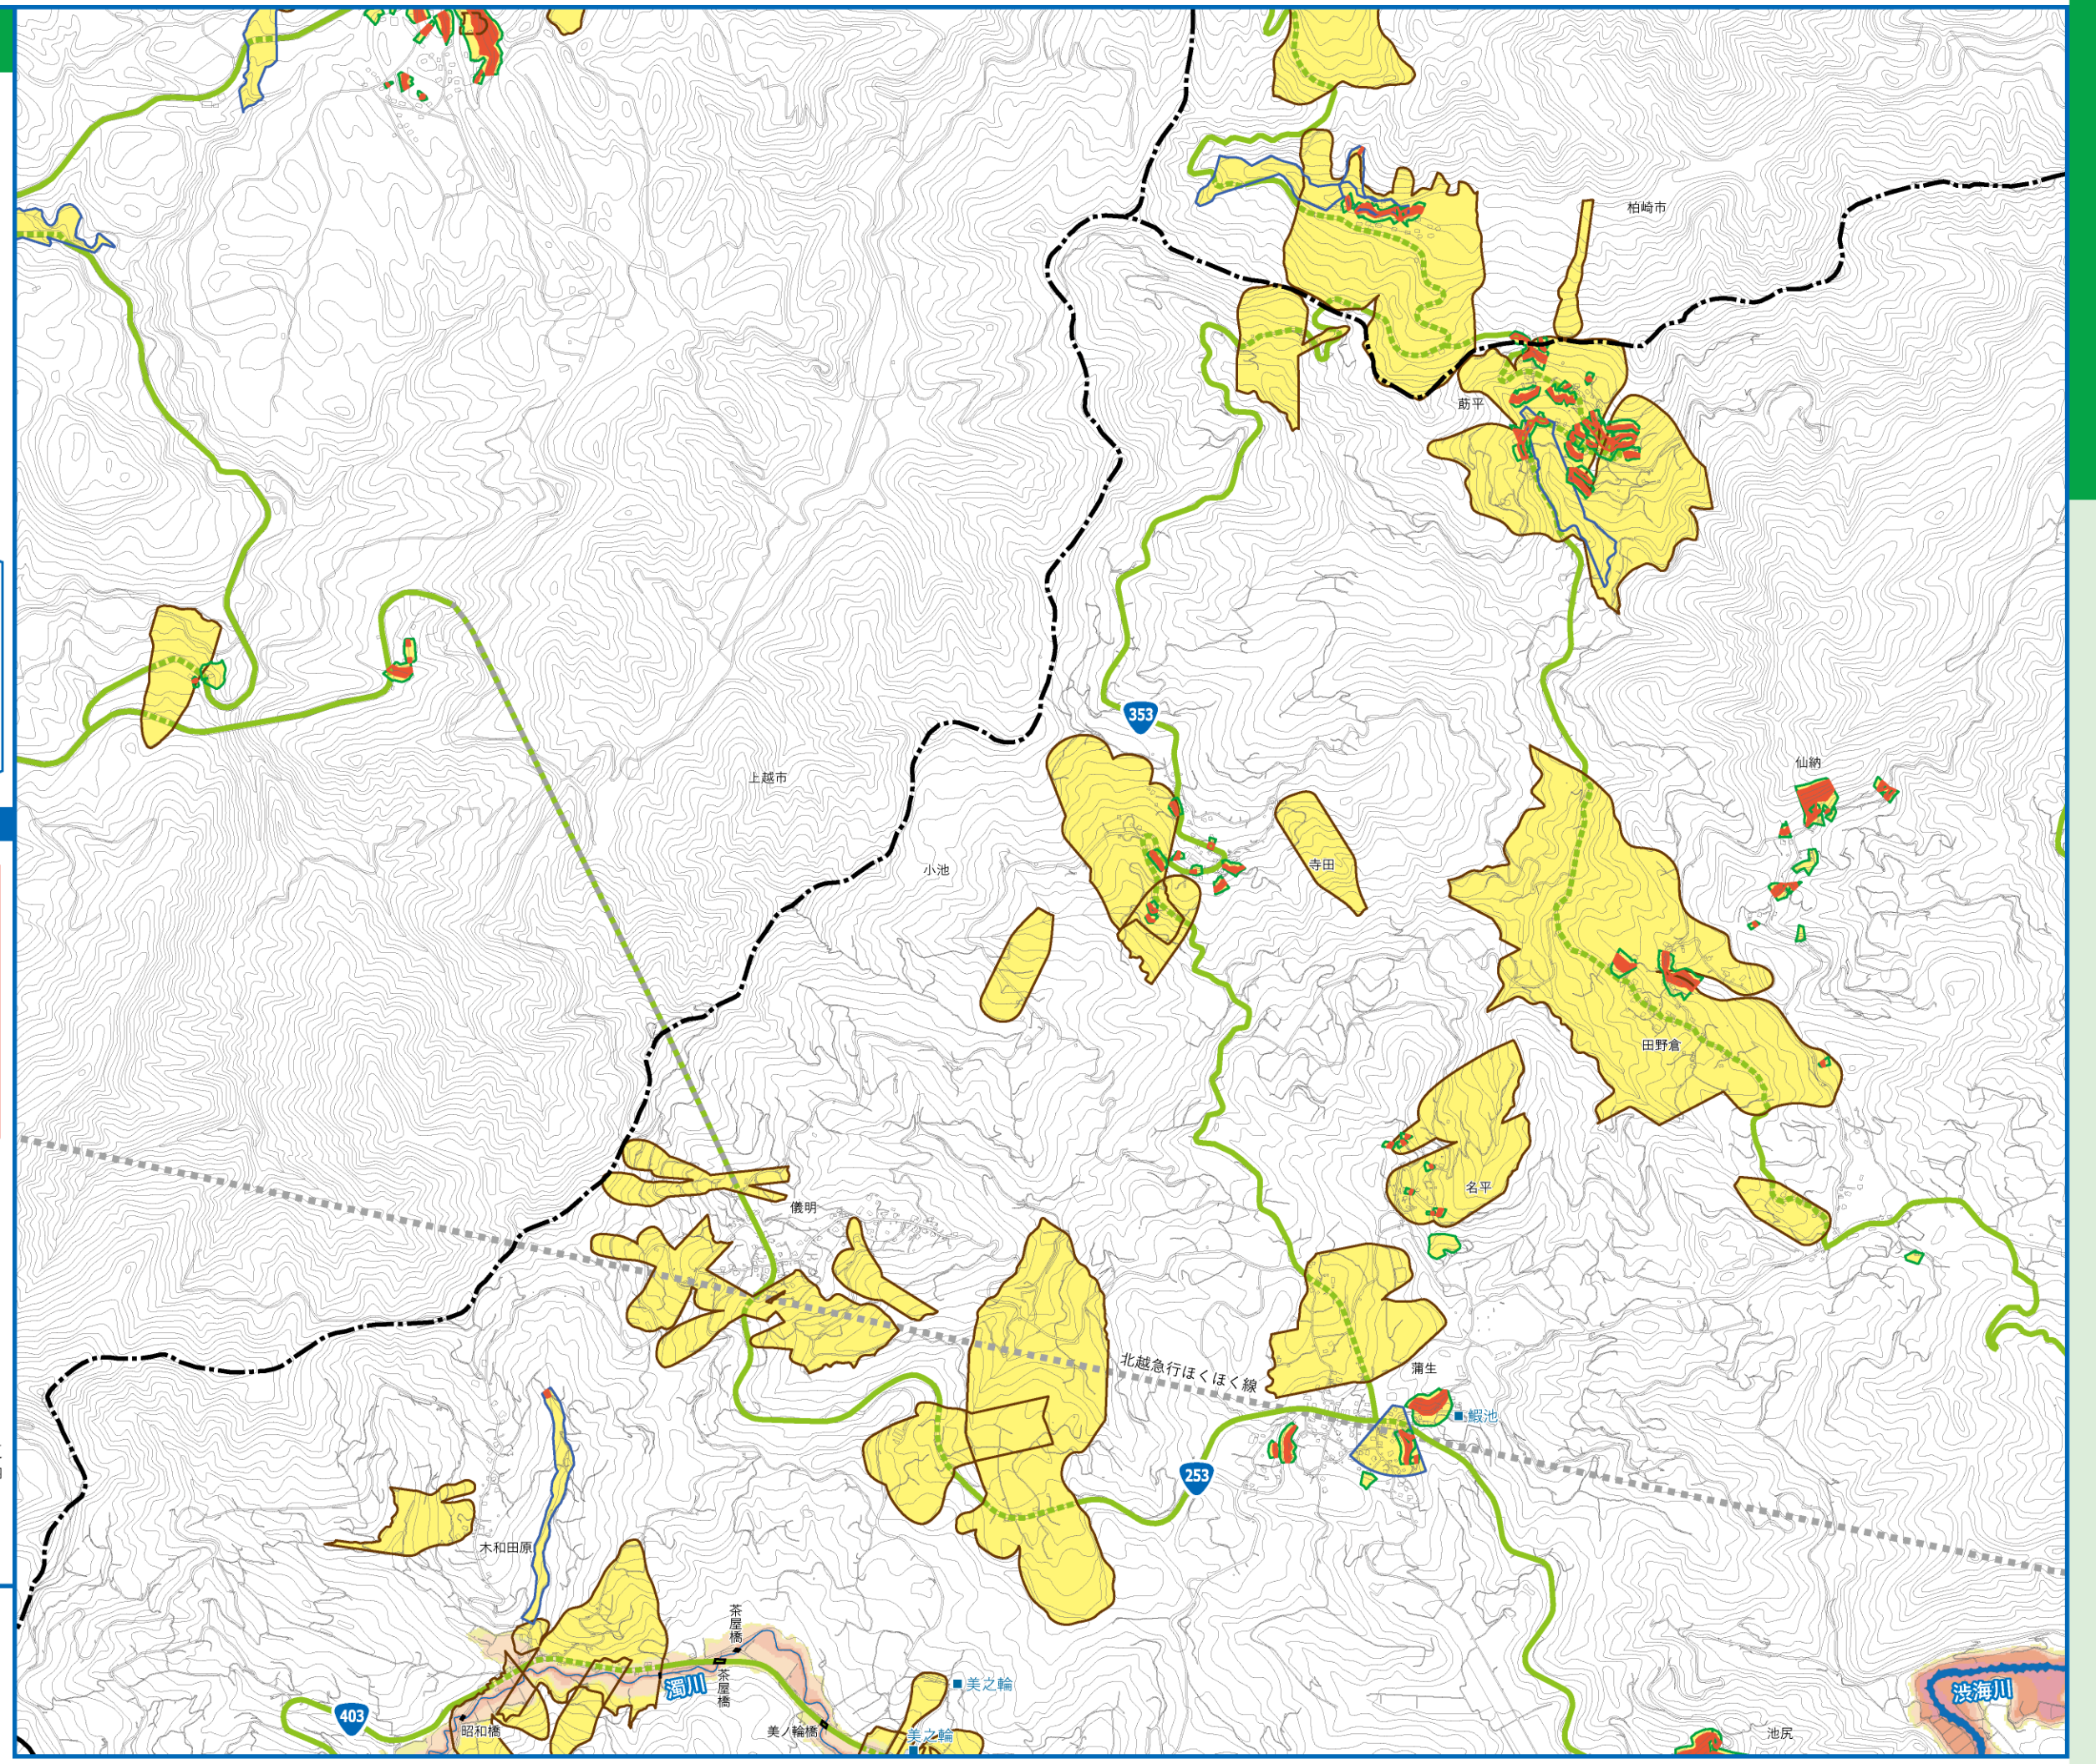 柏崎市
莇平
353
仙納
上越市
寺田
小池
田野倉
名平
儀明
北越急行ほくほく線
蒲生
鰕池
253
木和田原
茶屋橋
茶屋橋
濁川
美之輪
渋海川
403
昭和橋
美ノ輪橋
美之輪
池尻